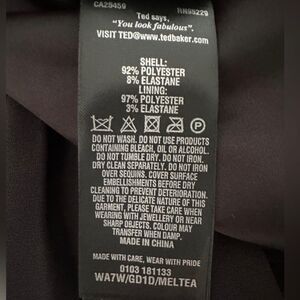 CA25459 RN98229
Ted says,
"You look fabulous".
VISIT TED@www.tedbaker.com
SHELL:
92% POLYESTER
8% ELASTANE
LINING:
97% POLYESTER
3% ELASTANE
P
DO NOT WASH. DO NOT USE PRODUCTS
CONTAINING BLEACH, OIL OR ALCOHOL.
DO NOT TUMBLE DRY. DO NOT IRON.
DRY CLEAN SEPARATELY. DO NOT IRON
OVER SEQUINS. COVER SURFACE
EMBELLISHMENTS BEFORE DRY
CLEANING TO PREVENT DETERIORATION.
DUE TO THE DELICATE NATURE OF THIS
GARMENT, PLEASE TAKE CARE WHEN
WEARING WITH JEWELLERY OR NEAR
SHARP OBJECTS. COLOUR MAY
TRANSFER WHEN DAMP.
MADE IN CHINA
MADE WITH CARE, WEAR WITH PRIDE
0103 181133
WA7W/GD1D/MELTEA